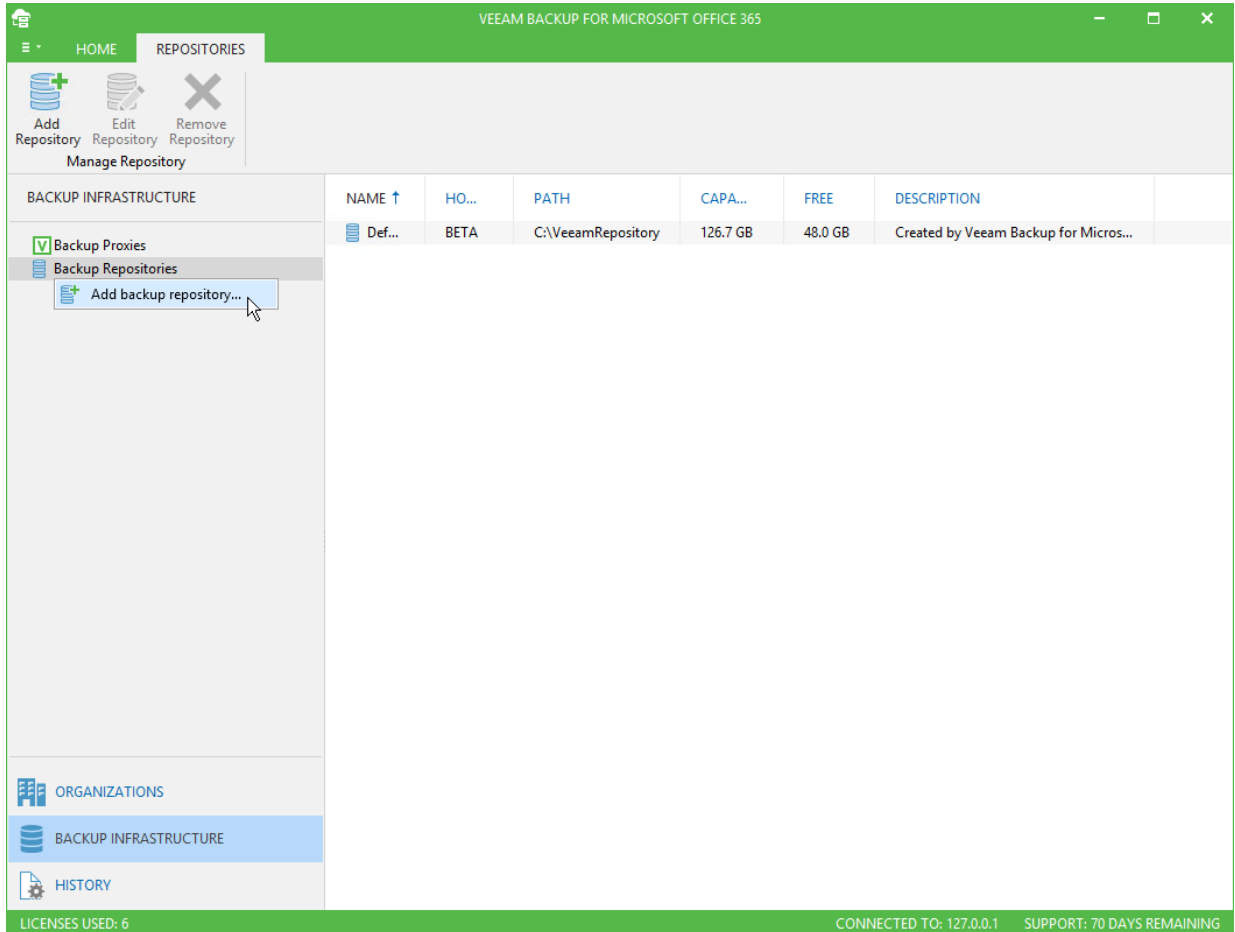 VEEAM BACKUP FOR MICROSOFT OFFICE 365
HOME REPOSITORIES
Add Repository
Edit Repository
Remove Repository
Manage Repository
BACKUP INFRASTRUCTURE
Backup Proxies
Backup Repositories
Add backup repository...
NAME HO... PATH CAPA... FREE DESCRIPTION
Def... BETA C:\VeeamRepository 126.7 GB 48.0 GB Created by Veeam Backup for Micros...
ORGANIZATIONS
BACKUP INFRASTRUCTURE
HISTORY
LICENSES USED: 6 CONNECTED TO: 127.0.0.1 SUPPORT: 70 DAYS REMAINING